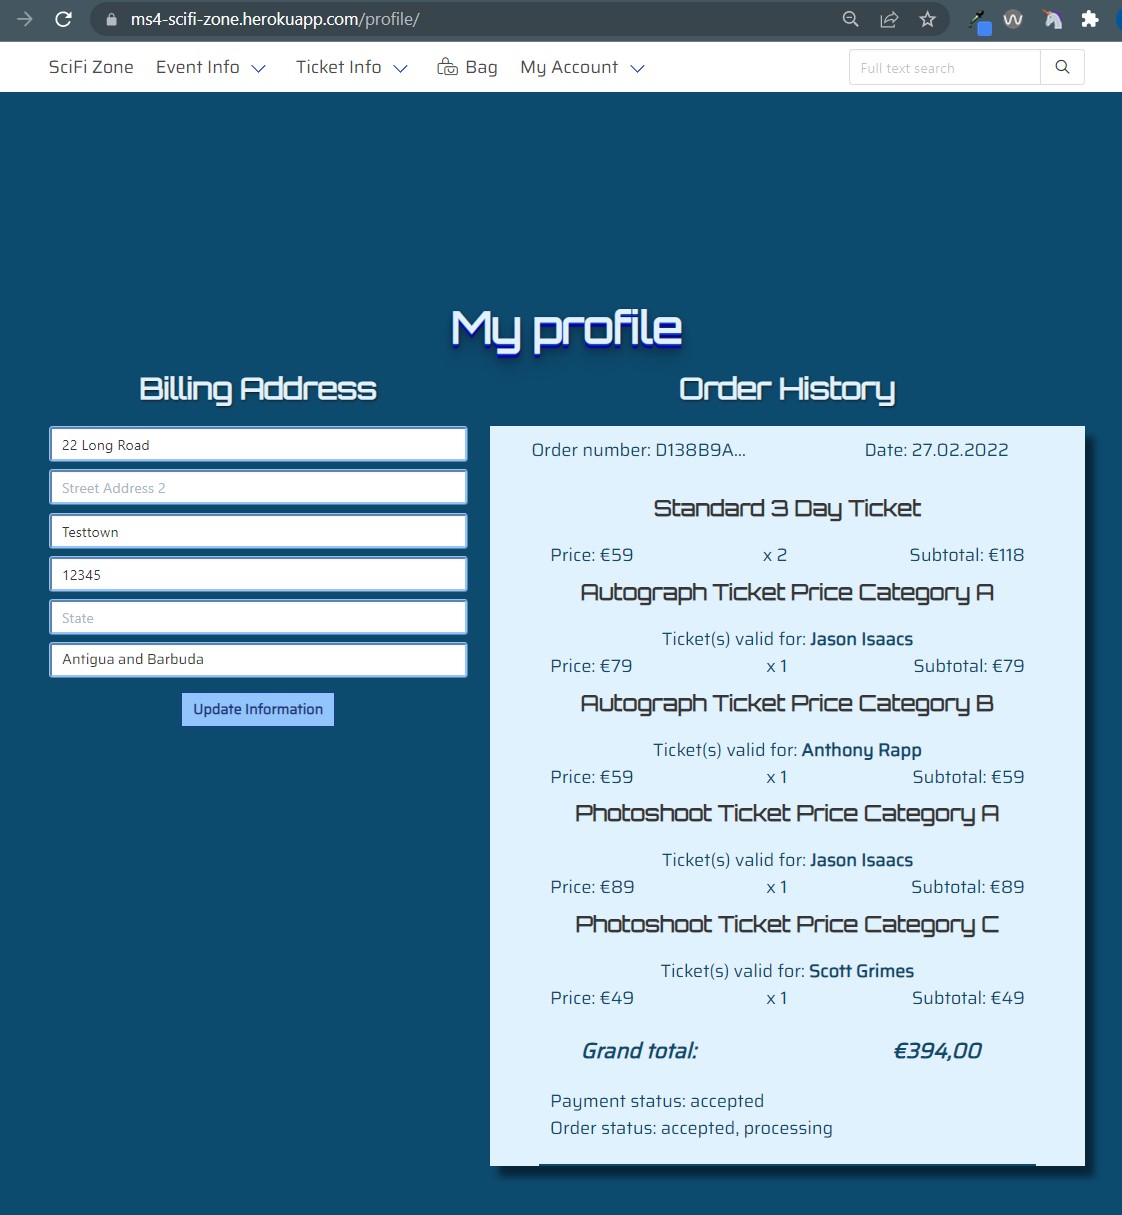 ms4-scifi-zone.herokuapp.com/profile/
SciFi Zone Event Info Ticket Info Bag My Account Full text search
My profile
Billing Address
22 Long Road
Street Address 2
Testtown
12345
State
Antigua and Barbuda
Update Information
Order History
Order number: D138B9A... Date: 27.02.2022
Standard 3 Day Ticket
Price: €59 x 2 Subtotal: €118
Autograph Ticket Price Category A
Ticket(s) valid for: Jason Isaacs
Price: €79 x 1 Subtotal: €79
Autograph Ticket Price Category B
Ticket(s) valid for: Anthony Rapp
Price: €59 x 1 Subtotal: €59
Photoshoot Ticket Price Category A
Ticket(s) valid for: Jason Isaacs
Price: €89 x 1 Subtotal: €89
Photoshoot Ticket Price Category C
Ticket(s) valid for: Scott Grimes
Price: €49 x 1 Subtotal: €49
Grand total: €394,00
Payment status: accepted
Order status: accepted, processing